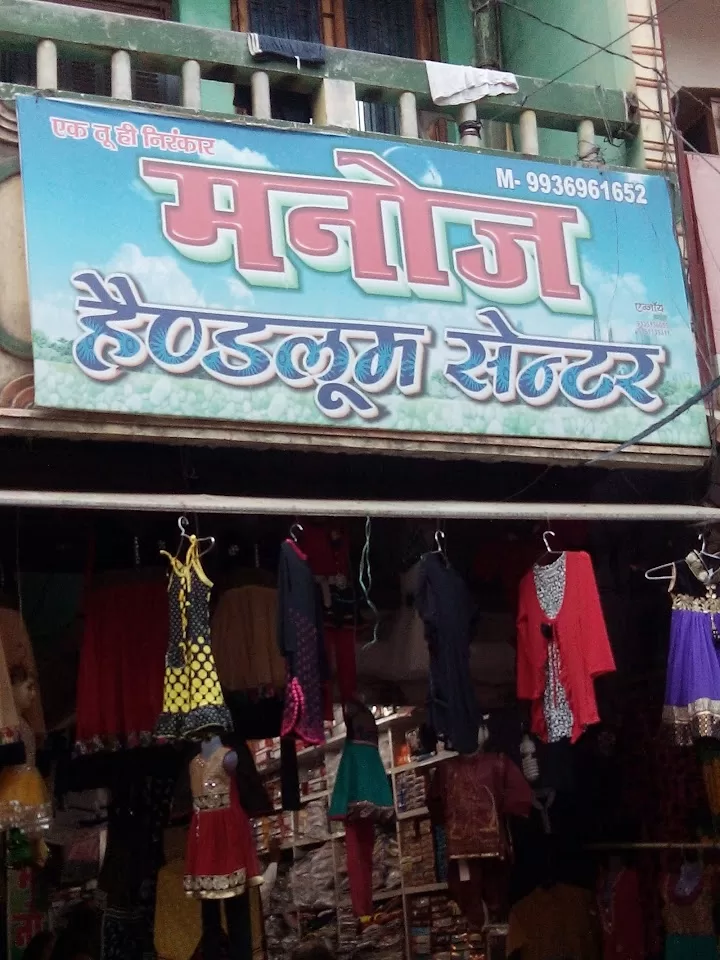 एक तू ही निरंकार
M- 9936961652
मनोज
हैण्डलूम सेन्टर